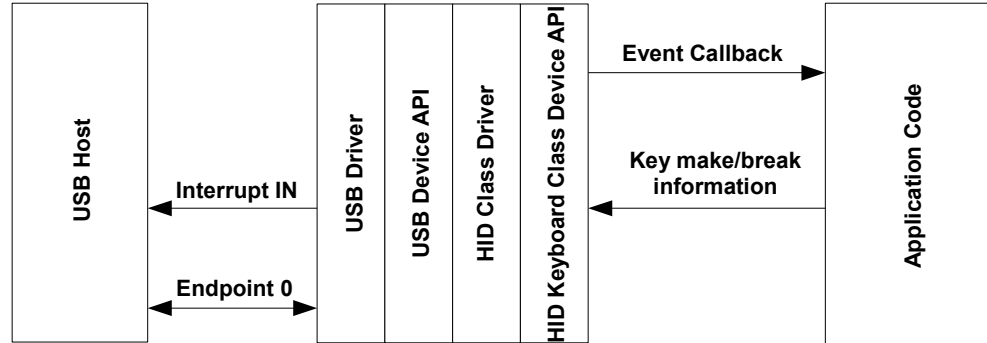 USB Host
Interrupt IN
Endpoint 0
USB Driver
USB Device API
HID Class Driver
HID Keyboard Class Device API
Event Callback
Key make/break
information
Application Code